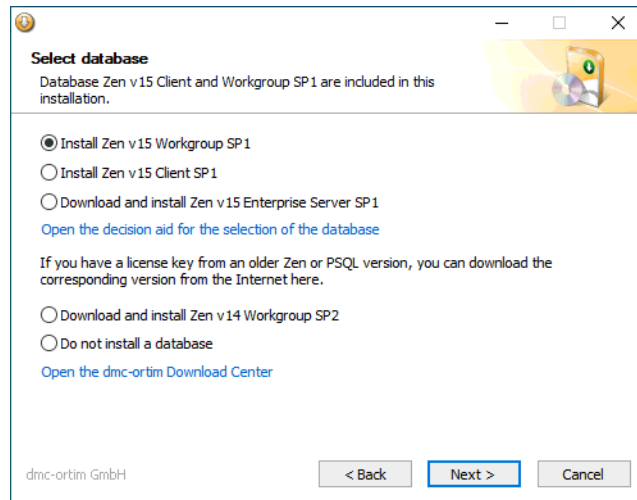 Select database
Database Zen v15 Client and Workgroup SP1 are included in this
installation.
Install Zen v15 Workgroup SP1
Install Zen v15 Client SP1
Download and install Zen v15 Enterprise Server SP1
Open the decision aid for the selection of the database
If you have a license key from an older Zen or PSQL version, you can download the
corresponding version from the Internet here.
Download and install Zen v14 Workgroup SP2
Do not install a database
Open the dmc-ortim Download Center
dmc-ortim GmbH
< Back
Next >
Cancel